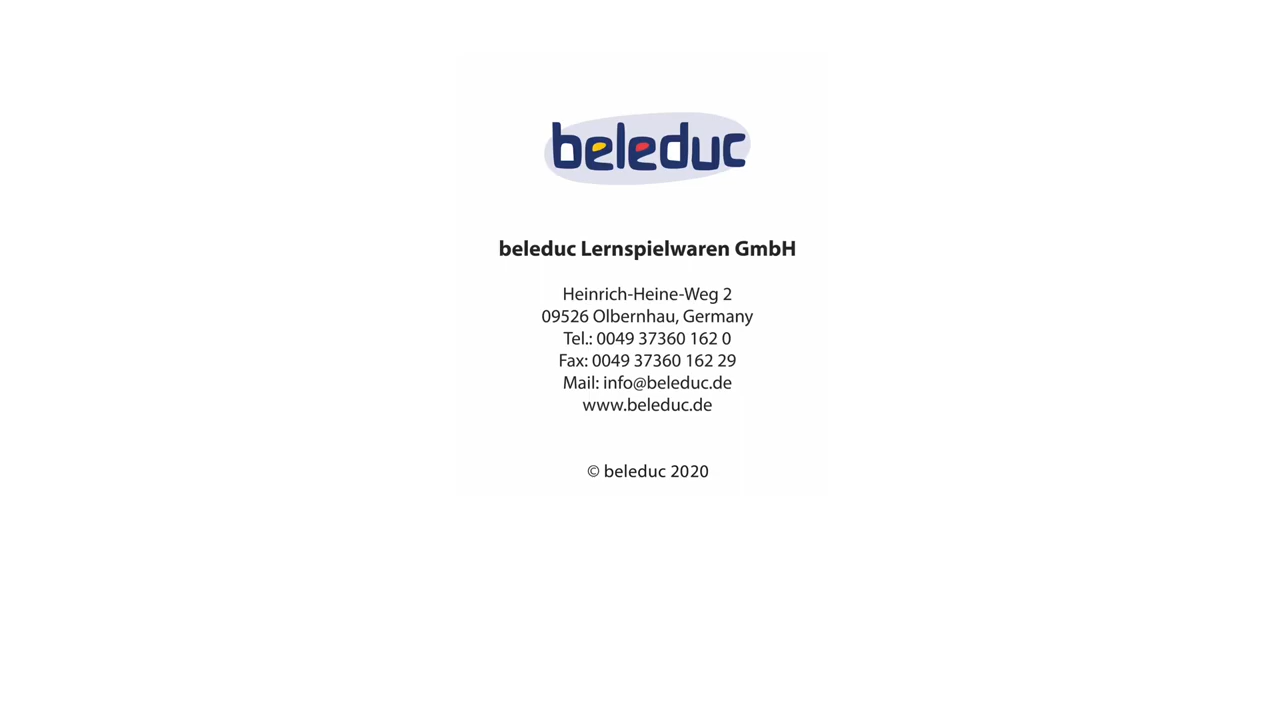 beleduc
beleduc Lernspielwaren GmbH
Heinrich-Heine-Weg 2
09526 Olbernhau, Germany
Tel.: 0049 37360 162 0
Fax: 0049 37360 162 29
Mail: info@beleduc.de
www.beleduc.de
© beleduc 2020